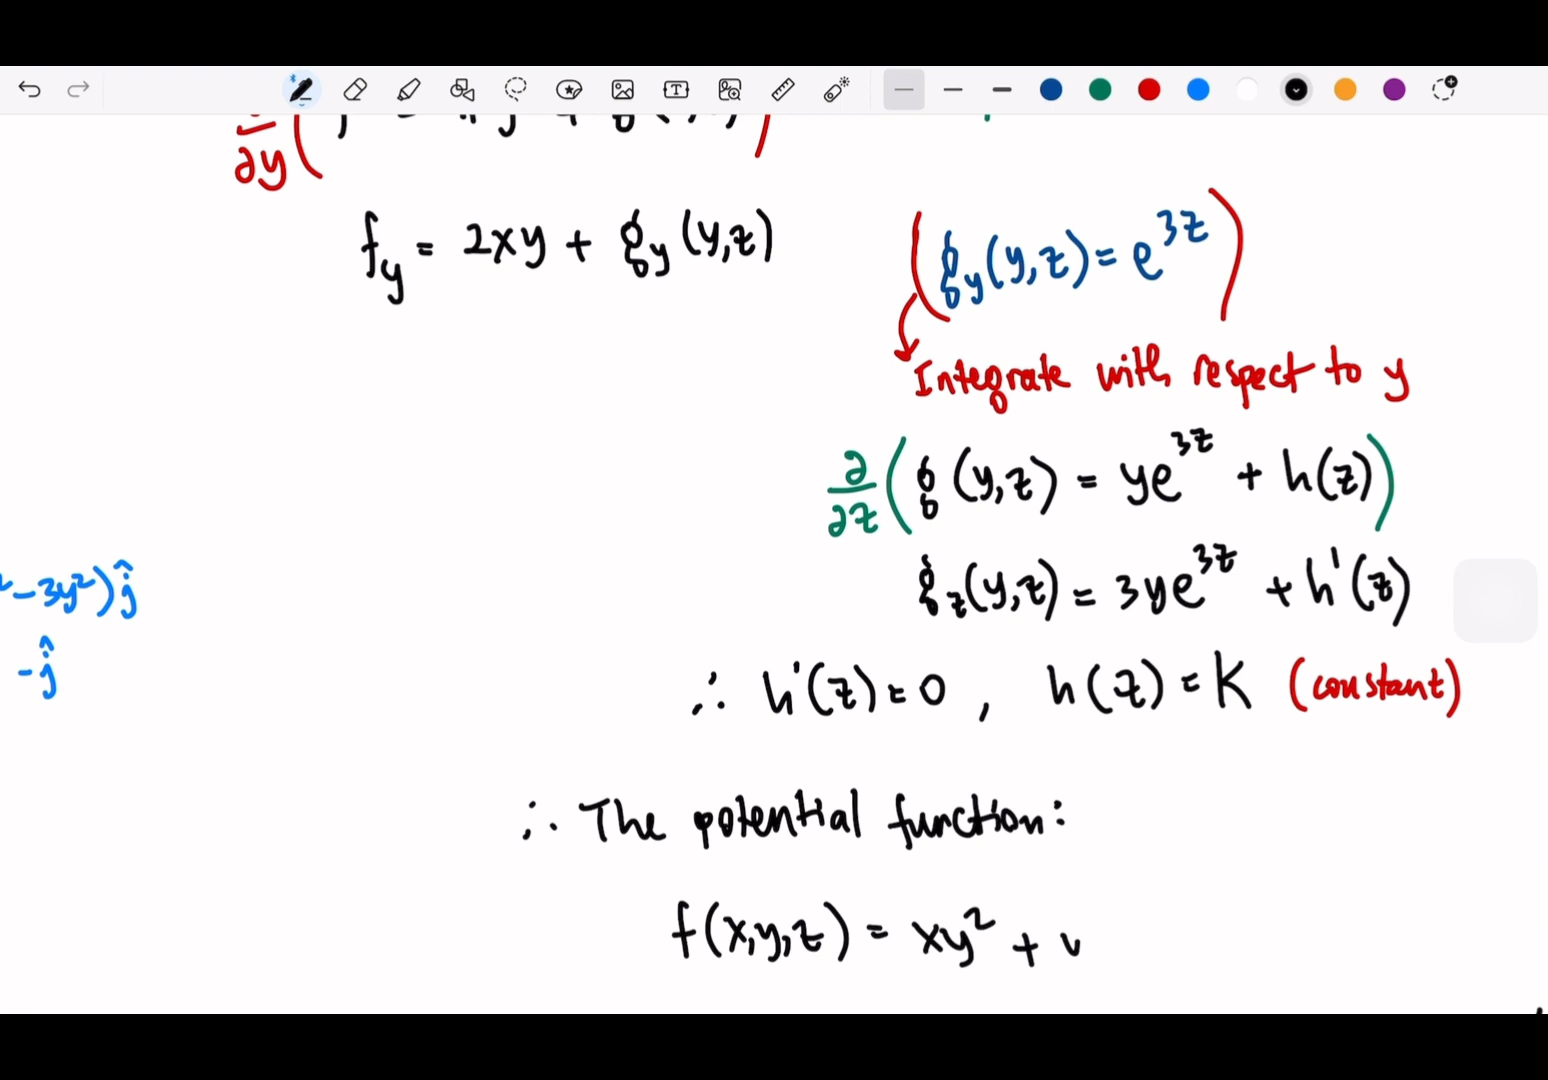 ∂y(
f_y = 2xy + g_y(y,z)
(g_y(y,z) = e^{3z})
Integrate with respect to y
∂/∂z (g(y,z) = ye^{3z} + h(z))
g_z(y,z) = 3ye^{3z} + h'(z)
-3y²)ĵ
-ĵ
∴ h'(z) = 0 , h(z) = K (constant)
∴ The potential function:
f(x,y,z) = xy² +